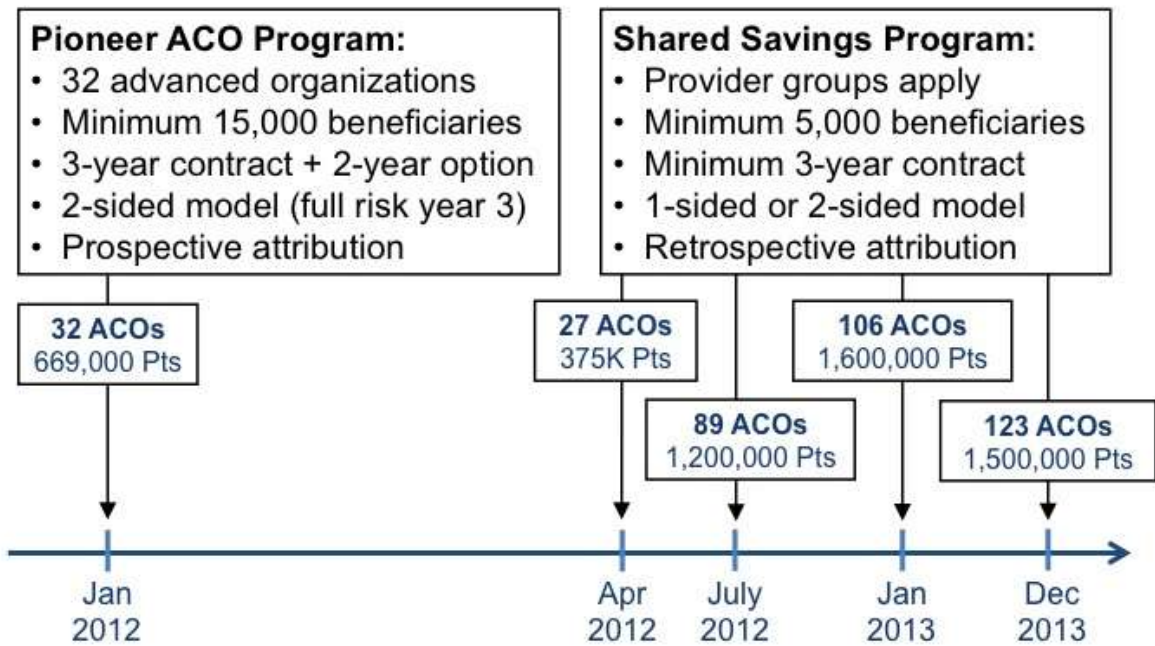 Pioneer ACO Program:
• 32 advanced organizations
• Minimum 15,000 beneficiaries
• 3-year contract + 2-year option
• 2-sided model (full risk year 3)
• Prospective attribution
Shared Savings Program:
• Provider groups apply
• Minimum 5,000 beneficiaries
• Minimum 3-year contract
• 1-sided or 2-sided model
• Retrospective attribution
32 ACOs
669,000 Pts
27 ACOs
375K Pts
89 ACOs
1,200,000 Pts
106 ACOs
1,600,000 Pts
123 ACOs
1,500,000 Pts
Jan
2012
Apr
2012
July
2012
Jan
2013
Dec
2013